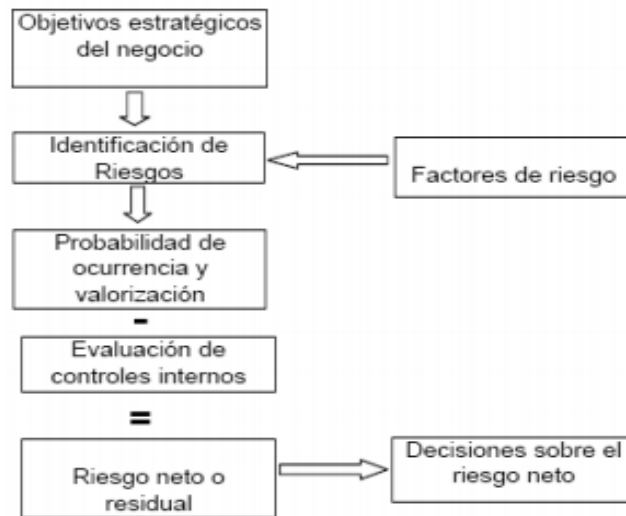 Objetivos estratégicos
del negocio
Identificación de
Riesgos
Factores de riesgo
Probabilidad de
ocurrencia y
valorización
-
Evaluación de
controles internos
=
Riesgo neto o
residual
Decisiones sobre el
riesgo neto